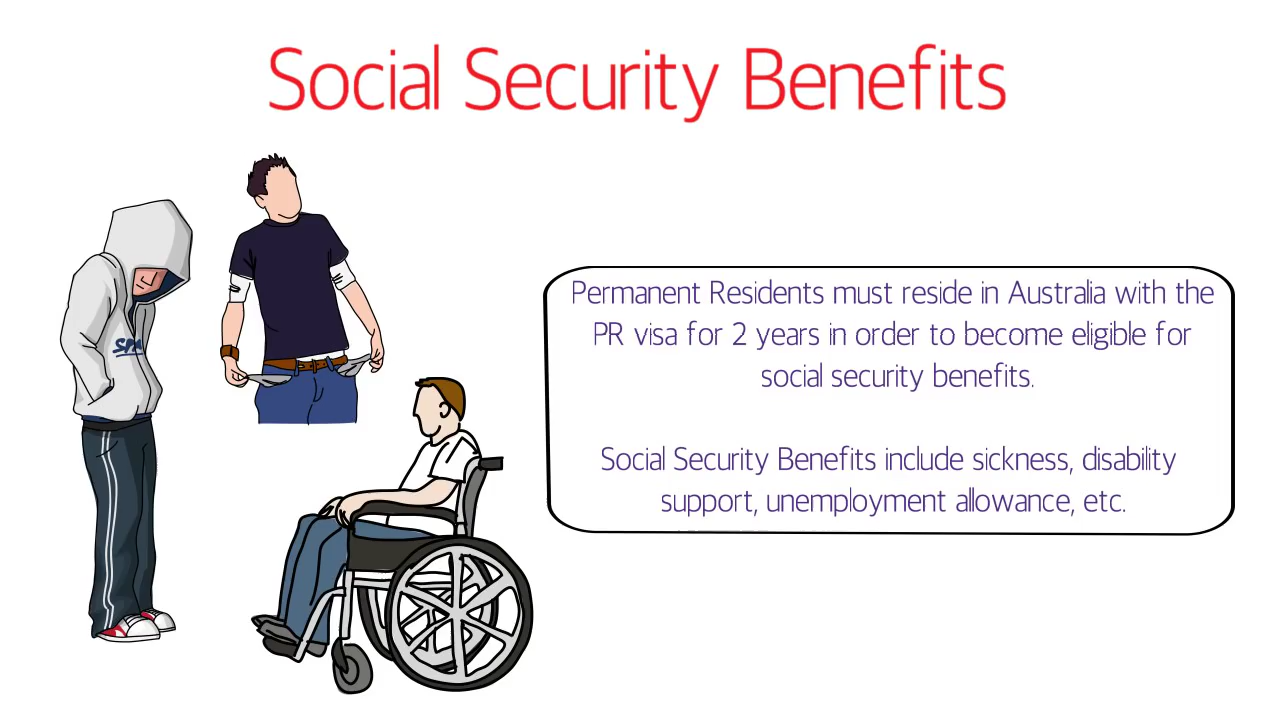 Social Security Benefits
Permanent Residents must reside in Australia with the
PR visa for 2 years in order to become eligible for
social security benefits.
Social Security Benefits include sickness, disability
support, unemployment allowance, etc.